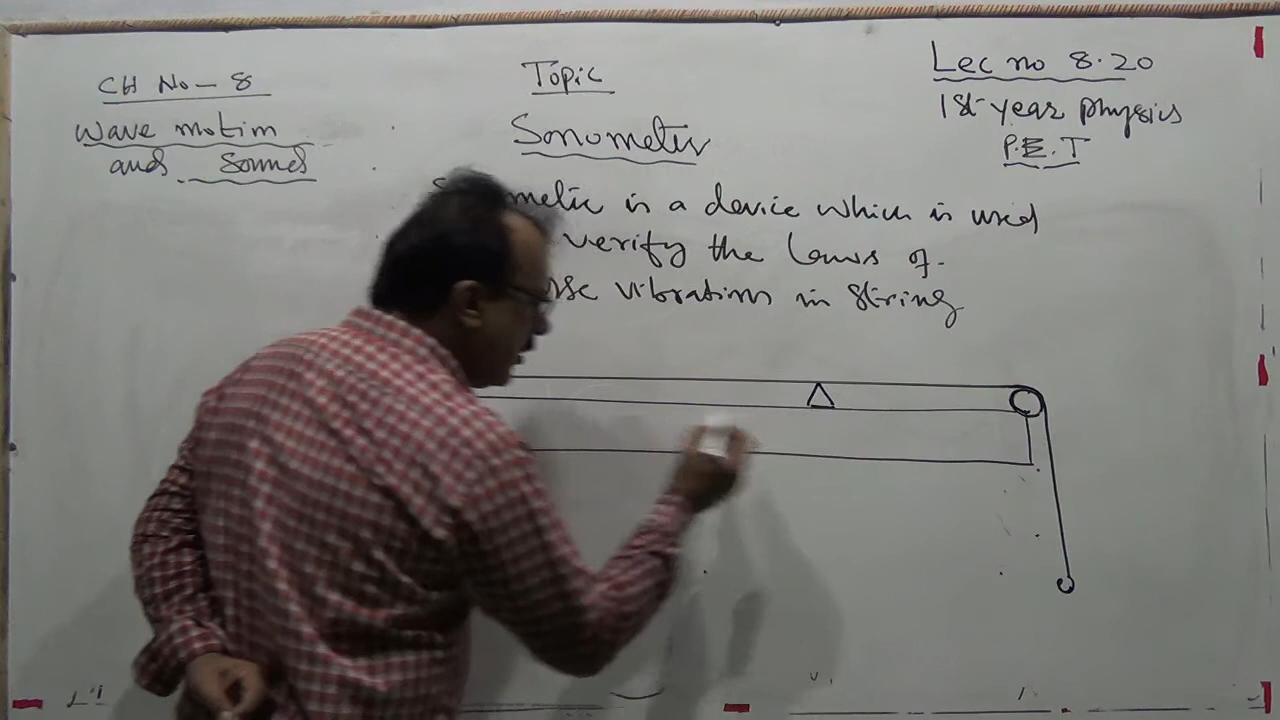 CH No – 8
Wave motion
and Sound
Topic
Sonometer
Lec no 8.20
1st year physics
P.E.T
meter is a device which is used
verify the laws of
vibrations in string